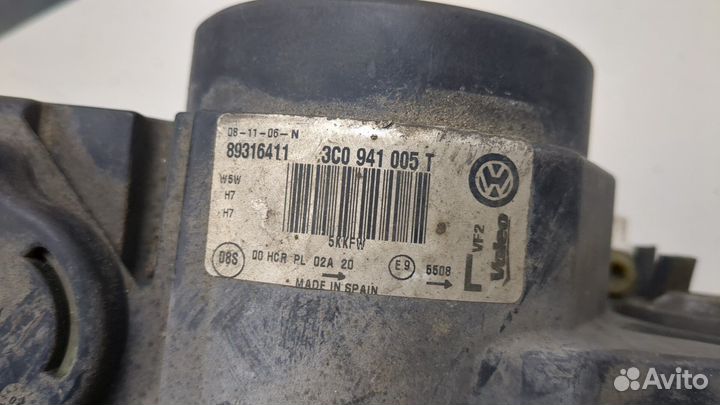 08-11-06-N
89316411 3C0 941 005 T
W5W
H7
H7
5KKFW
08S 00 HCR PL 02A 20 E9 5508
MADE IN SPAIN
L VF2 Valeo
VW
Avito